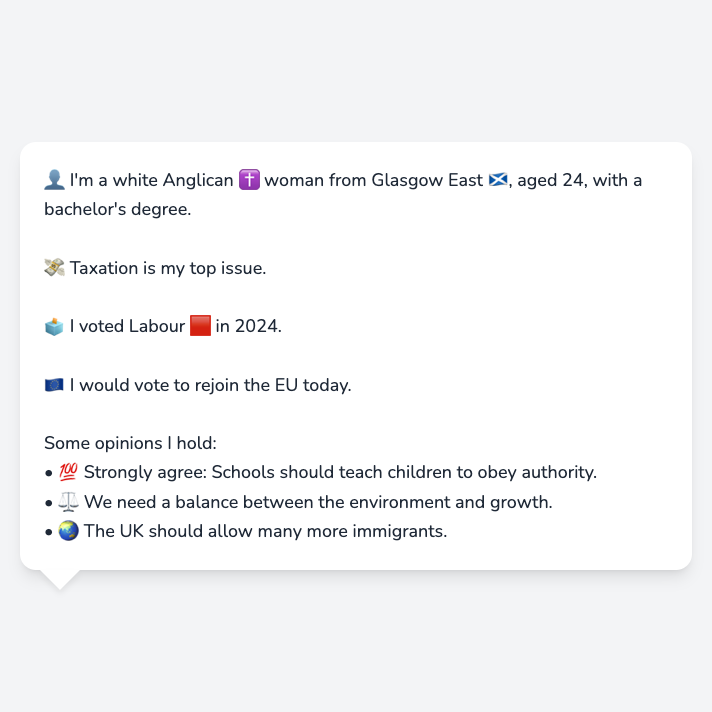 👤 I'm a white Anglican ✝️ woman from Glasgow East 🏴󠁧󠁢󠁳󠁣󠁴󠁿, aged 24, with a
bachelor's degree.
💸 Taxation is my top issue.
🗳️ I voted Labour 🟥 in 2024.
🇪🇺 I would vote to rejoin the EU today.
Some opinions I hold:
• 💯 Strongly agree: Schools should teach children to obey authority.
• ⚖️ We need a balance between the environment and growth.
• 🌏 The UK should allow many more immigrants.